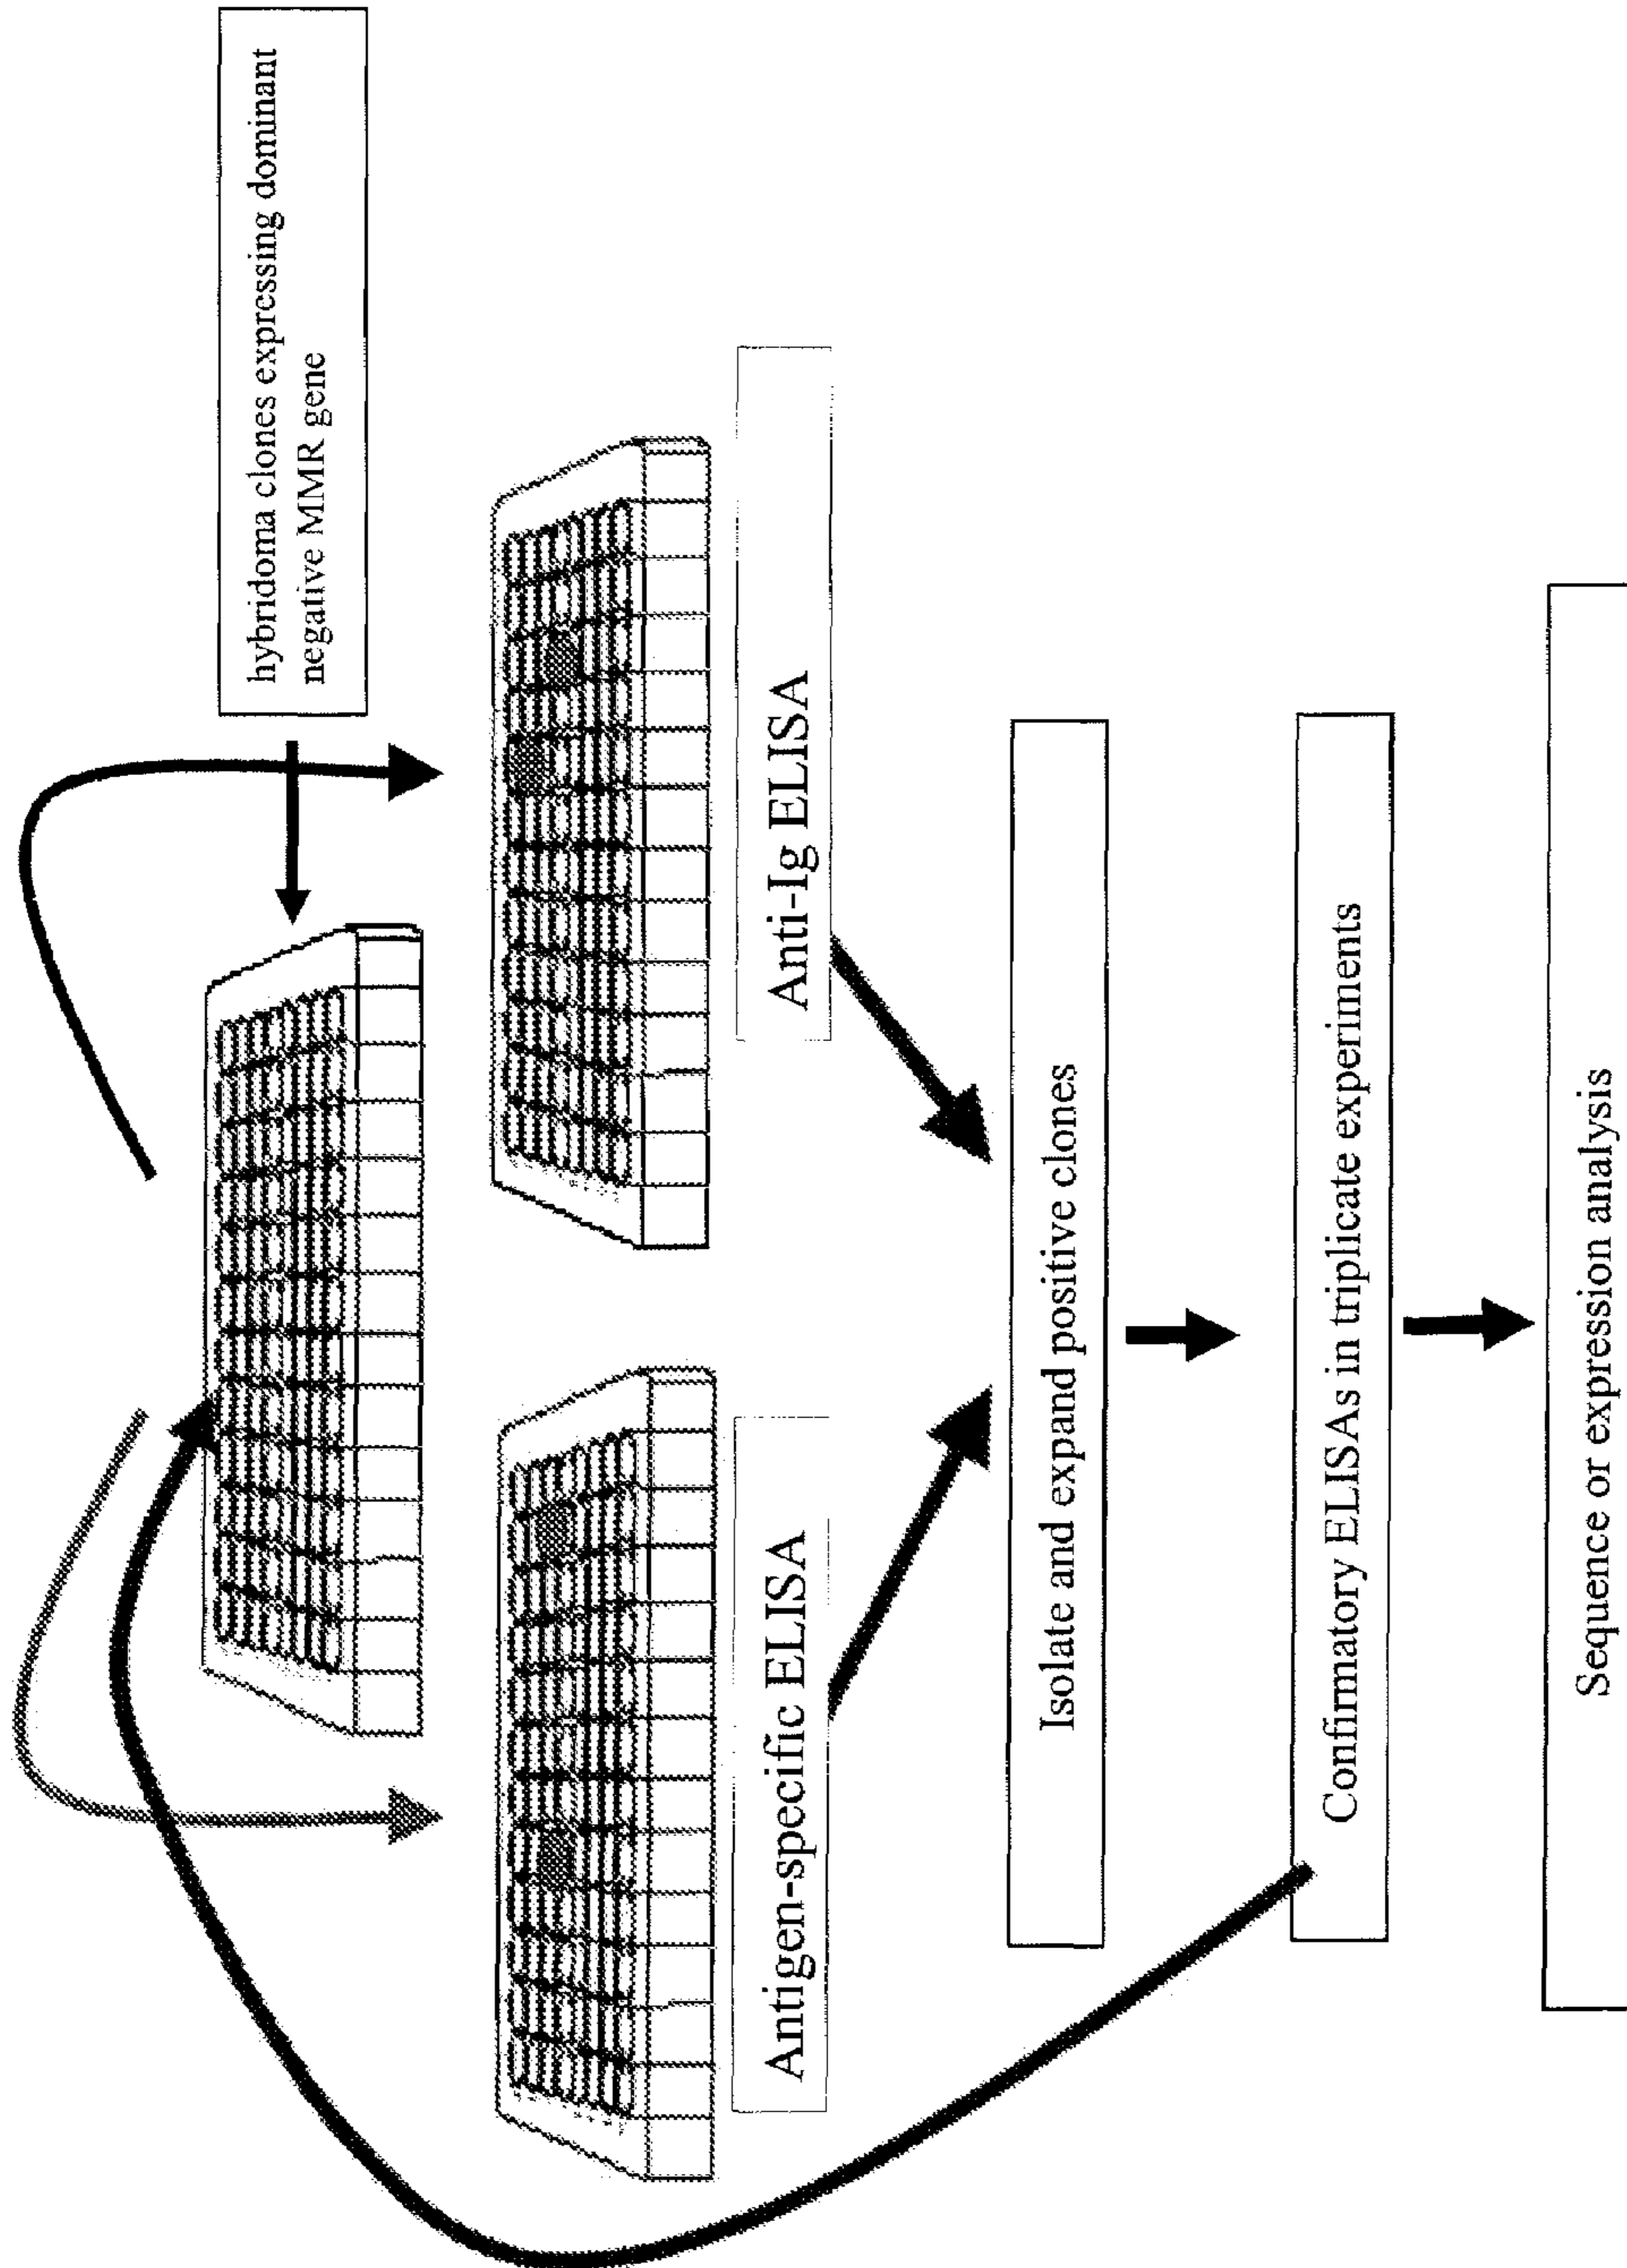 hybridoma clones expressing dominant
negative MMR gene
Antigen-specific ELISA
Anti-Ig ELISA
Isolate and expand positive clones
Confirmatory ELISAs in triplicate experiments
Sequence or expression analysis